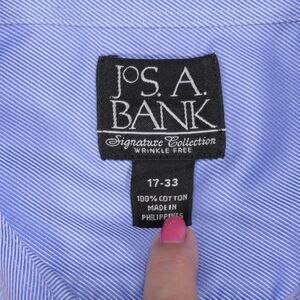 JOS. A.
BANK
Signature Collection
WRINKLE FREE
17-33
100% COTTON
MADE IN
PHILIPPINES